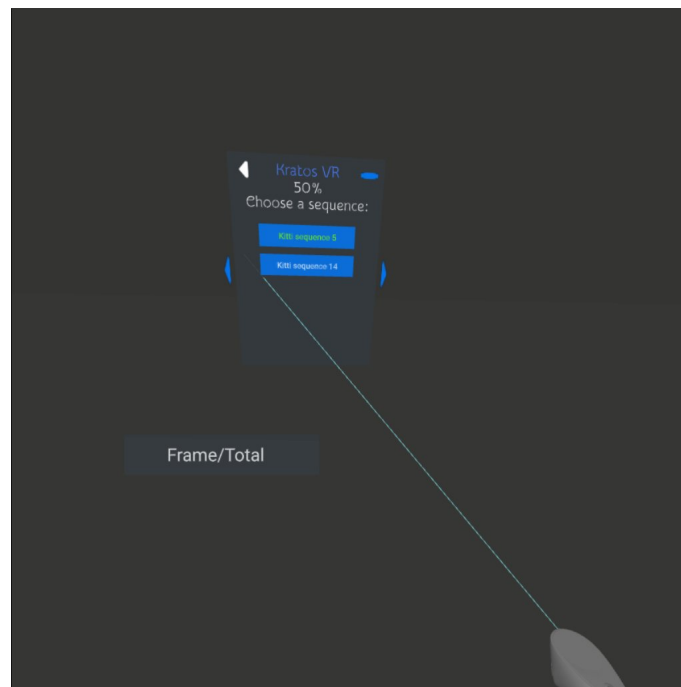 Kratos VR
50%
Choose a sequence:
Kitti sequence 5
Kitti sequence 14
Frame/Total